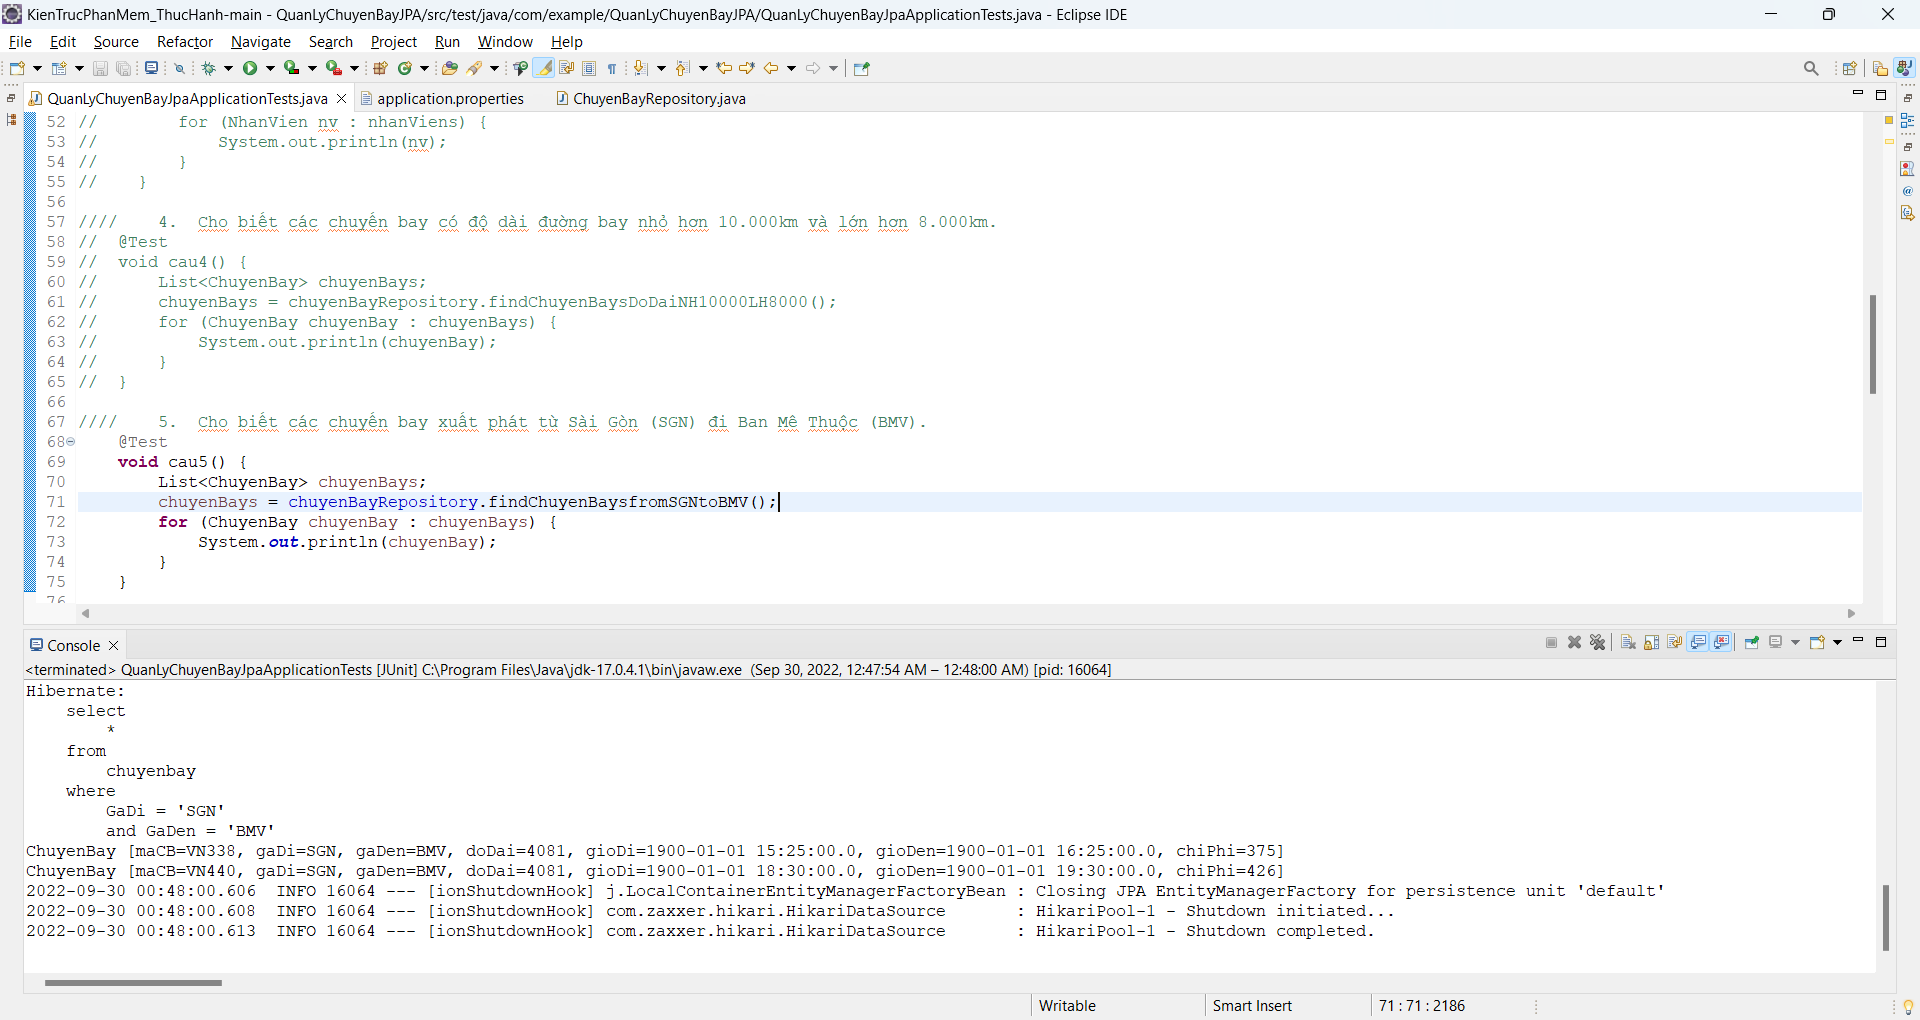 KienTrucPhanMem_ThucHanh-main - QuanLyChuyenBayJPA/src/test/java/com/example/QuanLyChuyenBayJPA/QuanLyChuyenBayJpaApplicationTests.java - Eclipse IDE
File Edit Source Refactor Navigate Search Project Run Window Help
QuanLyChuyenBayJpaApplicationTests.java application.properties ChuyenBayRepository.java
52 //        for (NhanVien nv : nhanViens) {
53 //            System.out.println(nv);
54 //        }
55 //    }
56
57 ////    4.  Cho biết các chuyến bay có độ dài đường bay nhỏ hơn 10.000km và lớn hơn 8.000km.
58 //  @Test
59 //  void cau4() {
60 //      List<ChuyenBay> chuyenBays;
61 //      chuyenBays = chuyenBayRepository.findChuyenBaysDoDaiNH10000LH8000();
62 //      for (ChuyenBay chuyenBay : chuyenBays) {
63 //          System.out.println(chuyenBay);
64 //      }
65 //  }
66
67 ////    5.  Cho biết các chuyến bay xuất phát từ Sài Gòn (SGN) đi Ban Mê Thuộc (BMV).
68     @Test
69     void cau5() {
70         List<ChuyenBay> chuyenBays;
71         chuyenBays = chuyenBayRepository.findChuyenBaysfromSGNtoBMV();
72         for (ChuyenBay chuyenBay : chuyenBays) {
73             System.out.println(chuyenBay);
74         }
75     }
76
Console
<terminated> QuanLyChuyenBayJpaApplicationTests [JUnit] C:\Program Files\Java\jdk-17.0.4.1\bin\javaw.exe (Sep 30, 2022, 12:47:54 AM – 12:48:00 AM) [pid: 16064]
Hibernate:
    select
        *
    from
        chuyenbay
    where
        GaDi = 'SGN'
        and GaDen = 'BMV'
ChuyenBay [maCB=VN338, gaDi=SGN, gaDen=BMV, doDai=4081, gioDi=1900-01-01 15:25:00.0, gioDen=1900-01-01 16:25:00.0, chiPhi=375]
ChuyenBay [maCB=VN440, gaDi=SGN, gaDen=BMV, doDai=4081, gioDi=1900-01-01 18:30:00.0, gioDen=1900-01-01 19:30:00.0, chiPhi=426]
2022-09-30 00:48:00.606  INFO 16064 --- [ionShutdownHook] j.LocalContainerEntityManagerFactoryBean : Closing JPA EntityManagerFactory for persistence unit 'default'
2022-09-30 00:48:00.608  INFO 16064 --- [ionShutdownHook] com.zaxxer.hikari.HikariDataSource       : HikariPool-1 - Shutdown initiated...
2022-09-30 00:48:00.613  INFO 16064 --- [ionShutdownHook] com.zaxxer.hikari.HikariDataSource       : HikariPool-1 - Shutdown completed.
Writable Smart Insert 71 : 71 : 2186